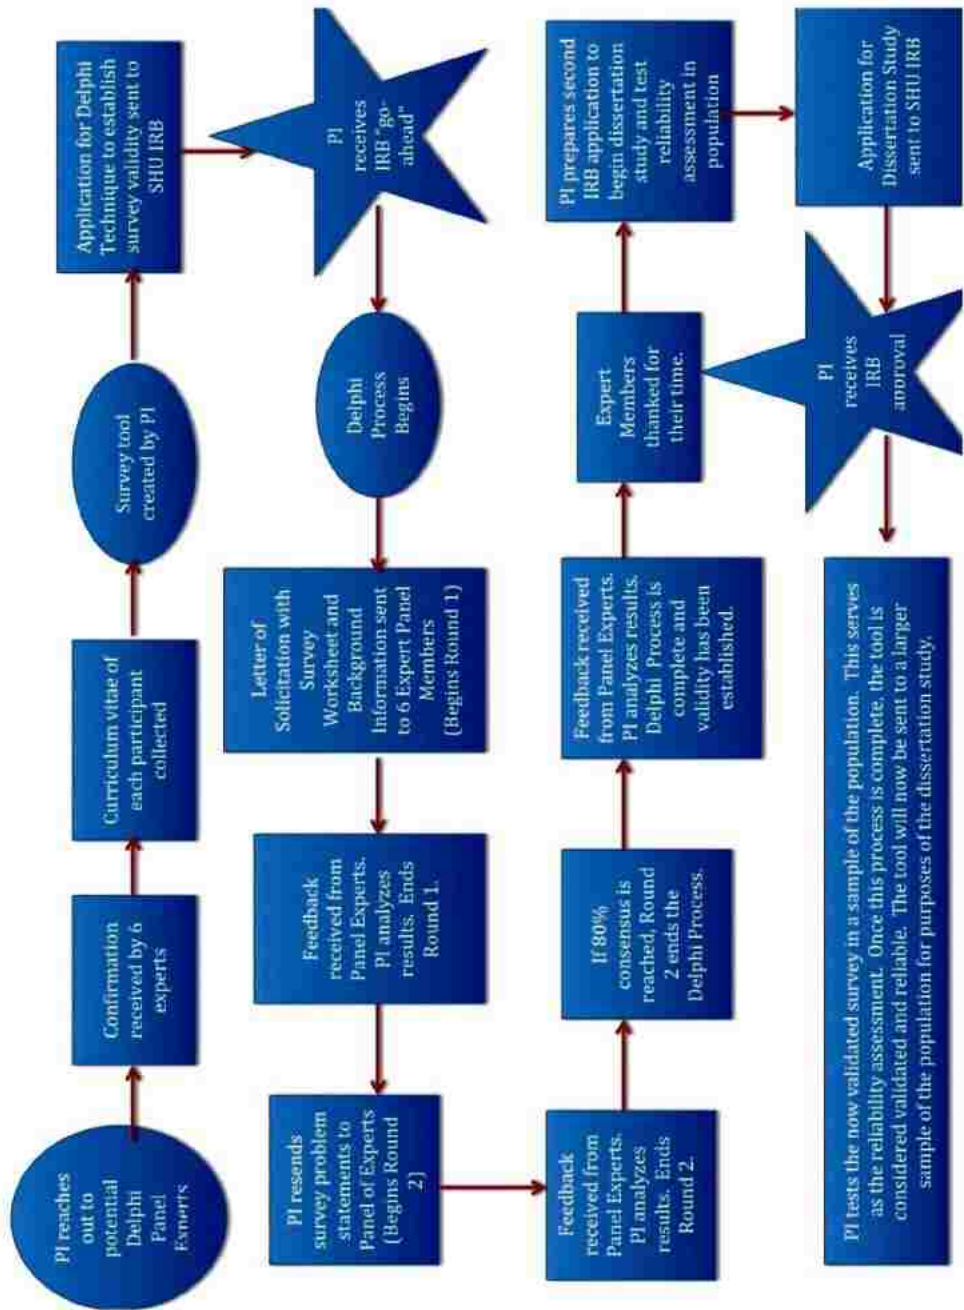 PI reaches
out to
potential
Delphi
Panel
Experts
Confirmation
received by 6
experts
Curriculum vitae of
each participant
collected
Survey tool
created by PI
Application for Delphi
Technique to establish
survey validity sent to
SHU IRB
PI
receives
IRB "go-
ahead"
Delphi
Process
Begins
Letter of
Solicitation with
Survey
Worksheet and
Background
Information sent
to 6 Expert Panel
Members
(Begins Round 1)
Feedback
received from
Panel Experts.
PI analyzes
results. Ends
Round 1.
PI resends
survey problem
statements to
Panel of Experts
(Begins Round
2)
Feedback
received from
Panel Experts.
PI analyzes
results. Ends
Round 2.
If 80%
consensus is
reached, Round
2 ends the
Delphi Process.
Feedback received
from Panel Experts.
PI analyzes results.
Delphi Process is
complete and
validity has been
established.
Expert
Members
thanked for
their time.
PI prepares second
IRB application to
begin dissertation
study and test
reliability
assessment in
population
Application for
Dissertation Study
sent to SHU IRB
PI
receives
IRB
approval
PI tests the now validated survey in a sample of the population. This serves
as the reliability assessment. Once this process is complete, the tool is
considered validated and reliable. The tool will now be sent to a larger
sample of the population for purposes of the dissertation study.